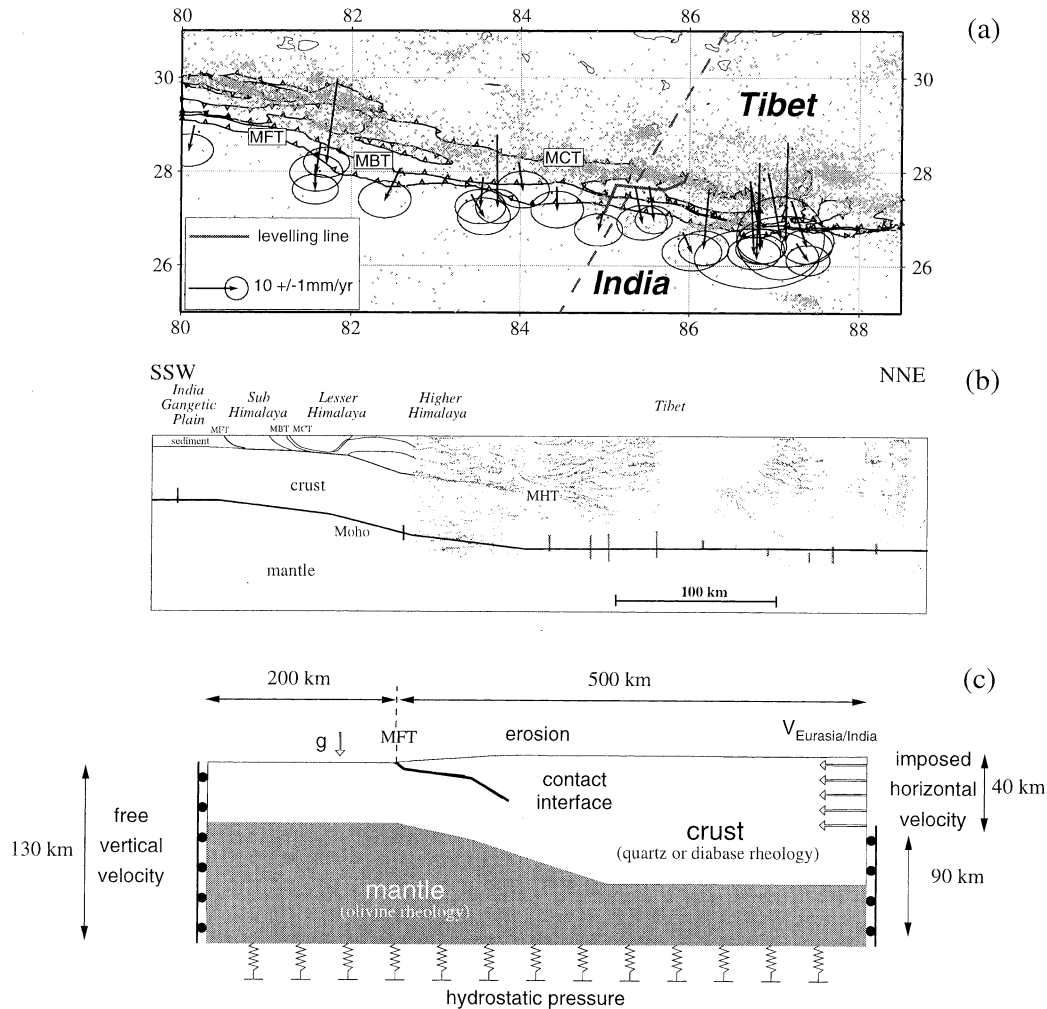 80 82 84 86 88
(a)
30 30
Tibet
MFT
MBT
MCT
28 28
levelling line
26 26
10 +/-1mm/yr
India
80 82 84 86 88
SSW NNE
(b)
India
Gangetic
Plain
Sub
Himalaya
Lesser
Himalaya
Higher
Himalaya
Tibet
MFT
MBT MCT
sediment
crust
MHT
Moho
mantle
100 km
200 km 500 km
(c)
g
MFT
erosion
VEurasia/India
contact
interface
imposed
horizontal
velocity
40 km
free
vertical
velocity
130 km
crust
(quartz or diabase rheology)
mantle
(olivine rheology)
90 km
hydrostatic pressure